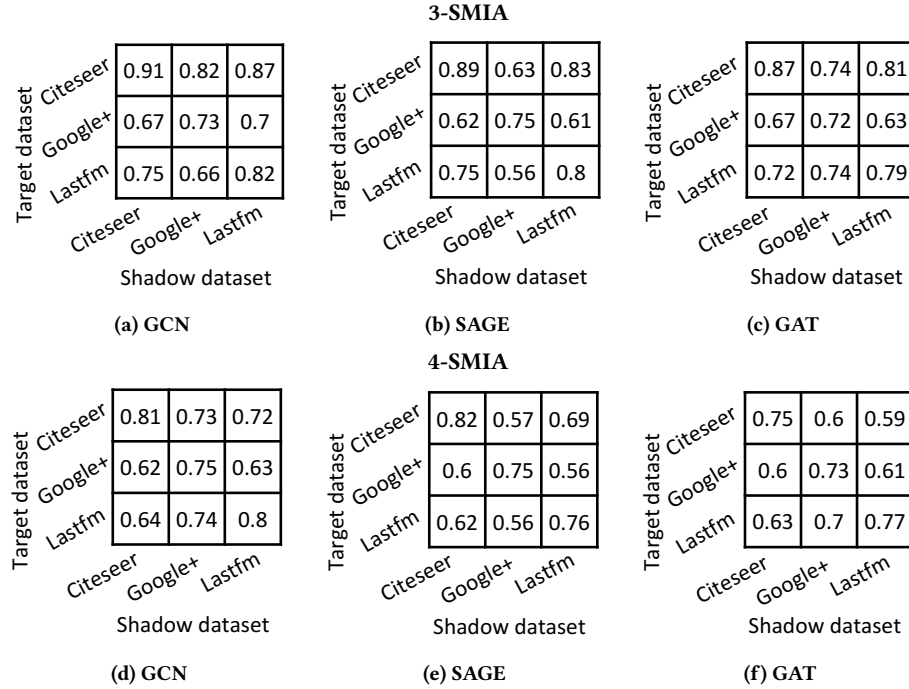 3-SMIA
Target dataset
Citeseer 0.91 0.82 0.87
Google+ 0.67 0.73 0.7
Lastfm 0.75 0.66 0.82
Citeseer Google+ Lastfm
Shadow dataset
(a) GCN
Target dataset
Citeseer 0.89 0.63 0.83
Google+ 0.62 0.75 0.61
Lastfm 0.75 0.56 0.8
Citeseer Google+ Lastfm
Shadow dataset
(b) SAGE
Target dataset
Citeseer 0.87 0.74 0.81
Google+ 0.67 0.72 0.63
Lastfm 0.72 0.74 0.79
Citeseer Google+ Lastfm
Shadow dataset
(c) GAT
4-SMIA
Target dataset
Citeseer 0.81 0.73 0.72
Google+ 0.62 0.75 0.63
Lastfm 0.64 0.74 0.8
Citeseer Google+ Lastfm
Shadow dataset
(d) GCN
Target dataset
Citeseer 0.82 0.57 0.69
Google+ 0.6 0.75 0.56
Lastfm 0.62 0.56 0.76
Citeseer Google+ Lastfm
Shadow dataset
(e) SAGE
Target dataset
Citeseer 0.75 0.6 0.59
Google+ 0.6 0.73 0.61
Lastfm 0.63 0.7 0.77
Citeseer Google+ Lastfm
Shadow dataset
(f) GAT